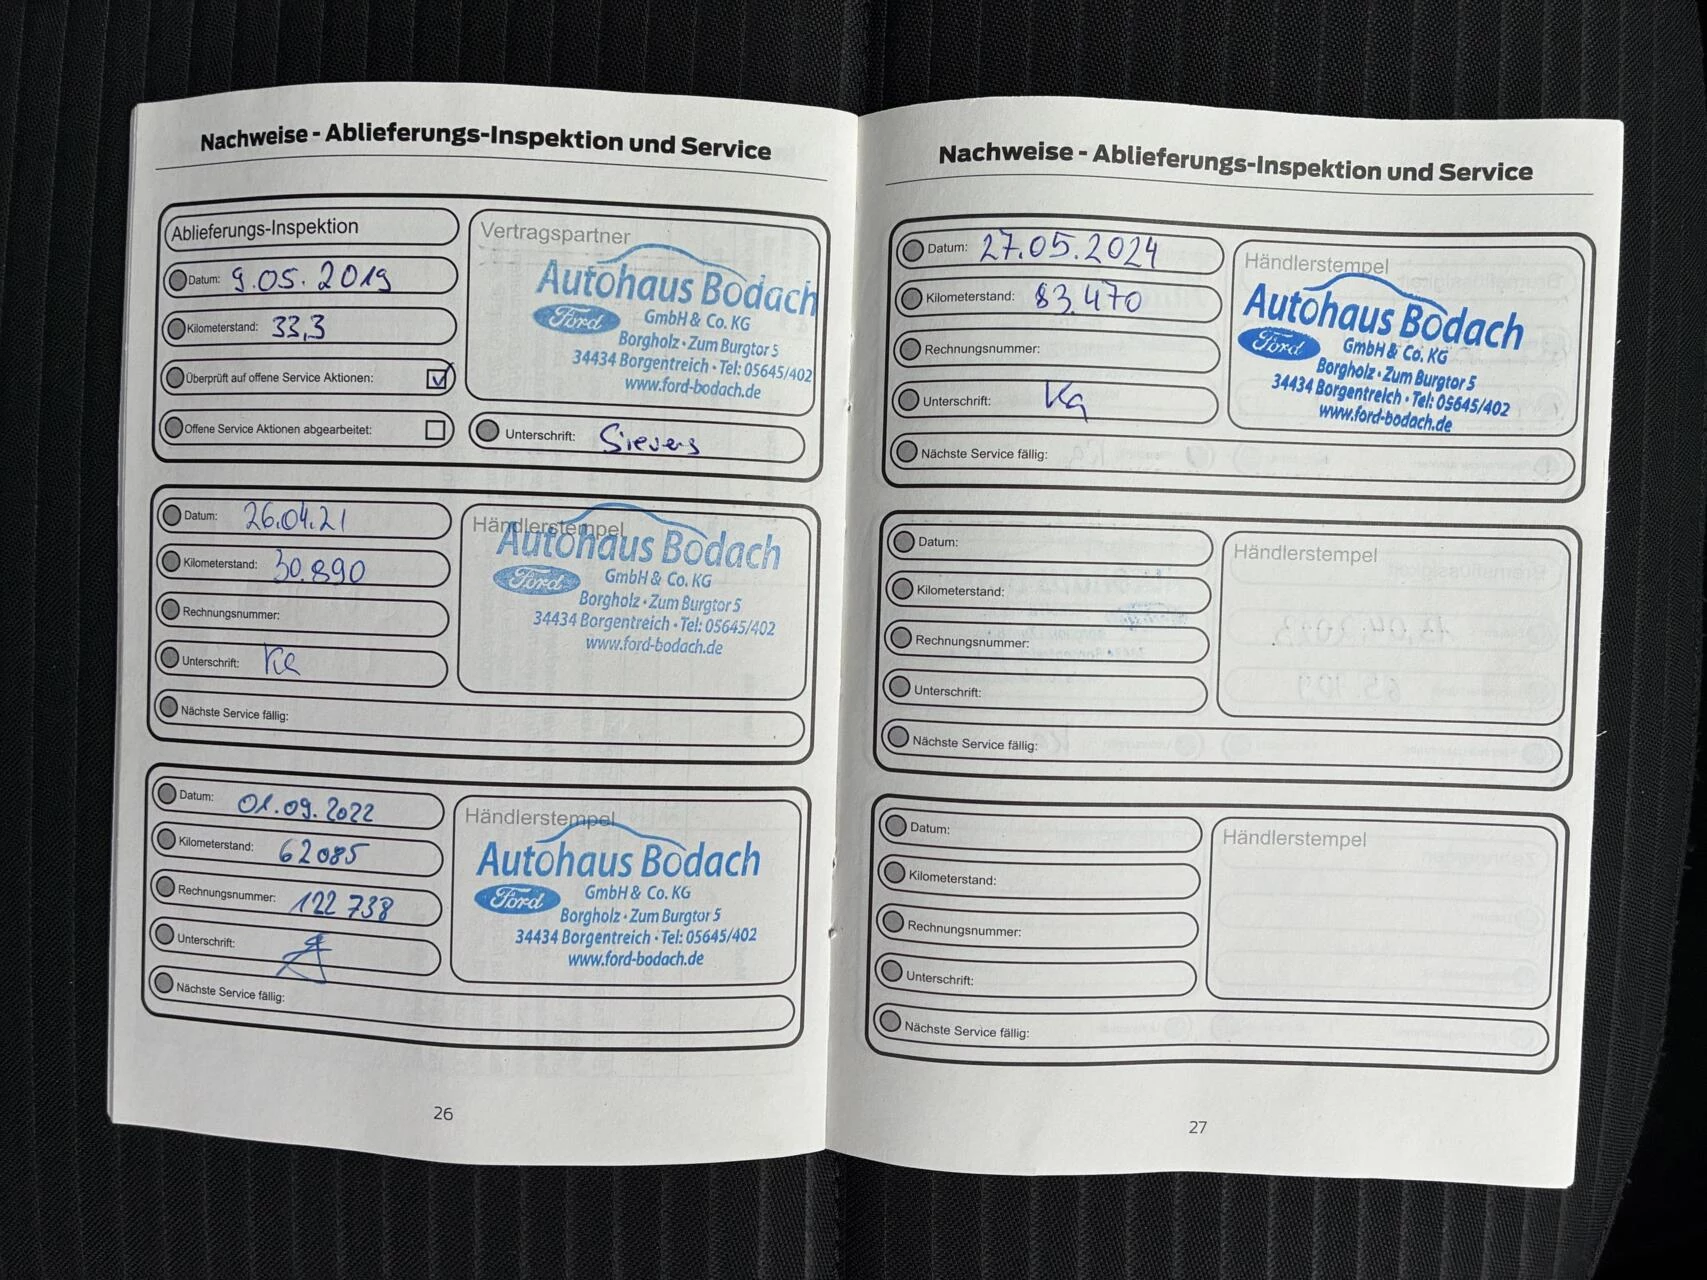 Nachweise - Ablieferungs-Inspektion und Service
Ablieferungs-Inspektion
Datum: 9.05.2019
Kilometerstand: 33,3
Überprüft auf offene Service Aktionen:
Offene Service Aktionen abgearbeitet:
Vertragspartner
Autohaus Bodach
Ford GmbH & Co. KG
Borgholz · Zum Burgtor 5
34434 Borgentreich · Tel: 05645/402
www.ford-bodach.de
Unterschrift: Sievers
Datum: 26.04.21
Kilometerstand: 30.890
Rechnungsnummer:
Unterschrift:
Nächste Service fällig:
Händlerstempel
Autohaus Bodach
Ford GmbH & Co. KG
Borgholz · Zum Burgtor 5
34434 Borgentreich · Tel: 05645/402
www.ford-bodach.de
Datum: 01.09.2022
Kilometerstand: 62085
Rechnungsnummer: 122 738
Unterschrift:
Nächste Service fällig:
Händlerstempel
Autohaus Bodach
Ford GmbH & Co. KG
Borgholz · Zum Burgtor 5
34434 Borgentreich · Tel: 05645/402
www.ford-bodach.de
26
Nachweise - Ablieferungs-Inspektion und Service
Datum: 27.05.2024
Kilometerstand: 83.470
Rechnungsnummer:
Unterschrift:
Nächste Service fällig:
Händlerstempel
Autohaus Bodach
Ford GmbH & Co. KG
Borgholz · Zum Burgtor 5
34434 Borgentreich · Tel: 05645/402
www.ford-bodach.de
Datum:
Kilometerstand:
Rechnungsnummer:
Unterschrift:
Nächste Service fällig:
Händlerstempel
Datum:
Kilometerstand:
Rechnungsnummer:
Unterschrift:
Nächste Service fällig:
Händlerstempel
27